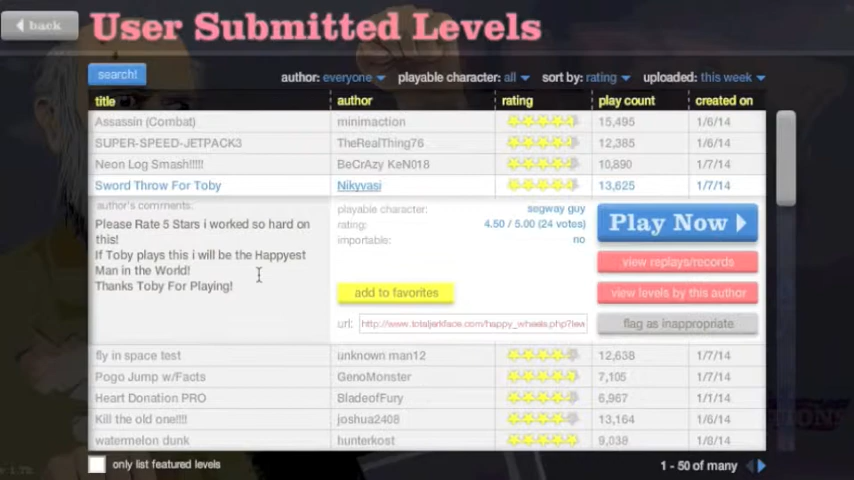 back
User Submitted Levels
search!
author: everyone playable character: all sort by: rating uploaded: this week
title author rating play count created on
Assassin (Combat) minimaction 15,495 1/6/14
SUPER-SPEED-JETPACK3 TheRealThing76 12,385 1/6/14
Neon Log Smash!!!!! BeCrAzy KeN018 10,890 1/7/14
Sword Throw For Toby Nikyvasi 13,625 1/7/14
author's comments:
Please Rate 5 Stars i worked so hard on
this!
If Toby plays this i will be the Happyest
Man in the World!
Thanks Toby For Playing!
playable character: segway guy
rating: 4.50 / 5.00 (24 votes)
importable: no
add to favorites
url: http://www.totaljerkface.com/happy_wheels.php?lev
Play Now
view replays/records
view levels by this author
flag as inappropriate
fly in space test unknown man12 12,638 1/7/14
Pogo Jump w/Facts GenoMonster 7,105 1/7/14
Heart Donation PRO BladeofFury 6,967 1/1/14
Kill the old one!!!! joshua2408 13,164 1/6/14
watermelon dunk hunterkost 9,038 1/8/14
only list featured levels
1 - 50 of many